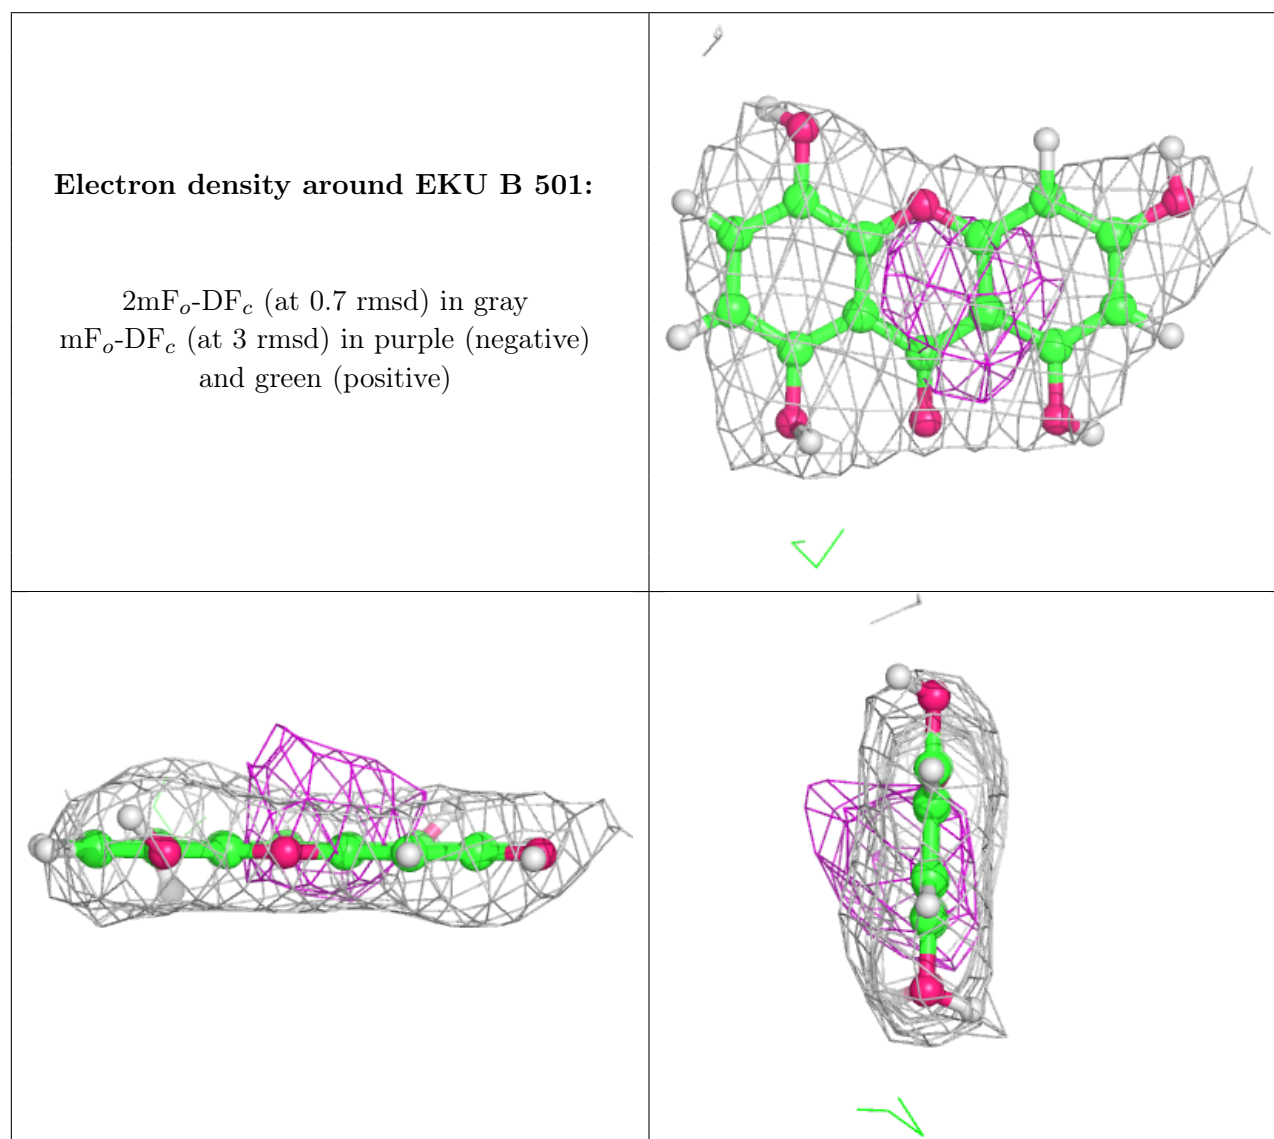 Electron density around EKU B 501:
2mFo-DFc (at 0.7 rmsd) in gray
mFo-DFc (at 3 rmsd) in purple (negative)
and green (positive)